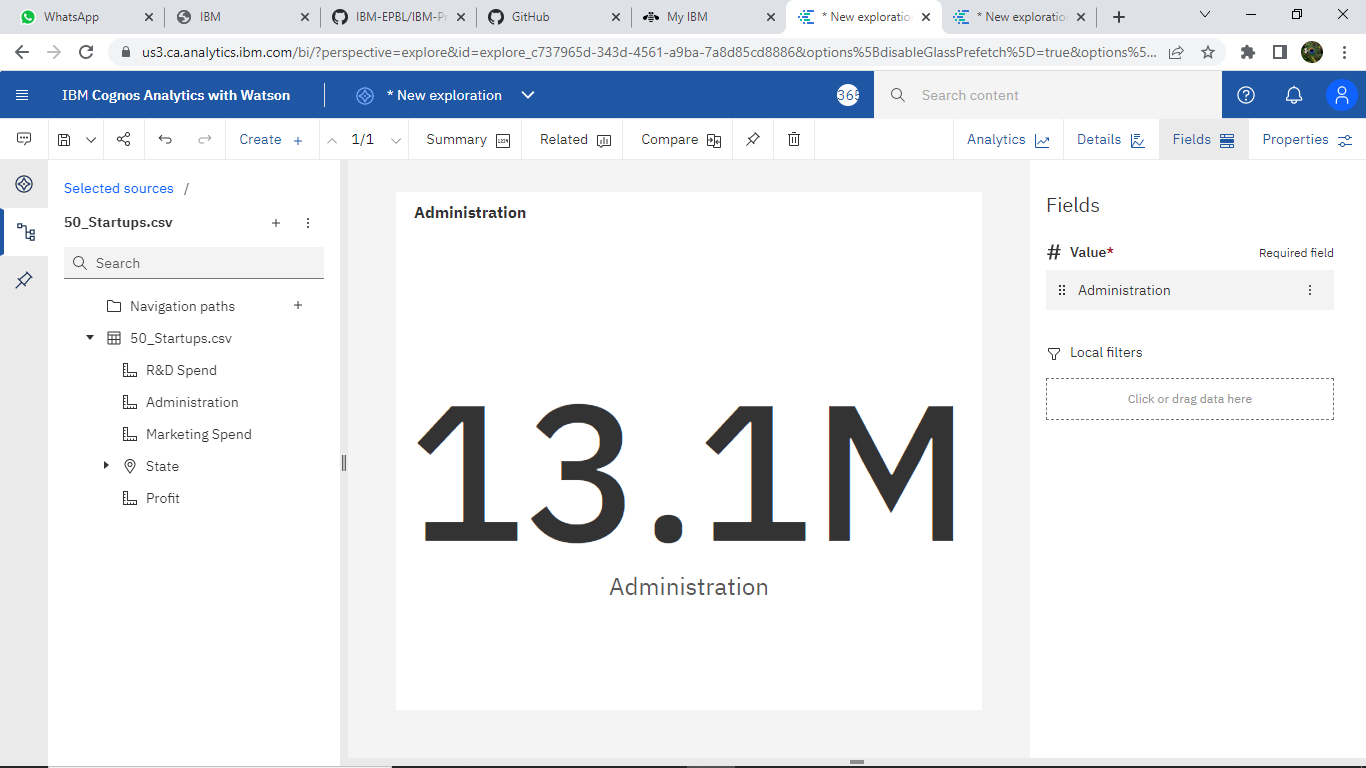 WhatsApp
IBM
IBM-EPBL/IBM-Pr
GitHub
My IBM
* New exploratio
* New exploratio
us3.ca.analytics.ibm.com/bi/?perspective=explore&id=explore_c737965d-343d-4561-a9ba-7a8d85cd8886&options%5BdisableGlassPrefetch%5D=true&options%5...
IBM Cognos Analytics with Watson
* New exploration
365
Search content
Create +
1/1
Summary
Related
Compare
Analytics
Details
Fields
Properties
Selected sources /
50_Startups.csv
Search
Navigation paths
50_Startups.csv
R&D Spend
Administration
Marketing Spend
State
Profit
Administration
13.1M
Administration
Fields
# Value*
Required field
Administration
Local filters
Click or drag data here